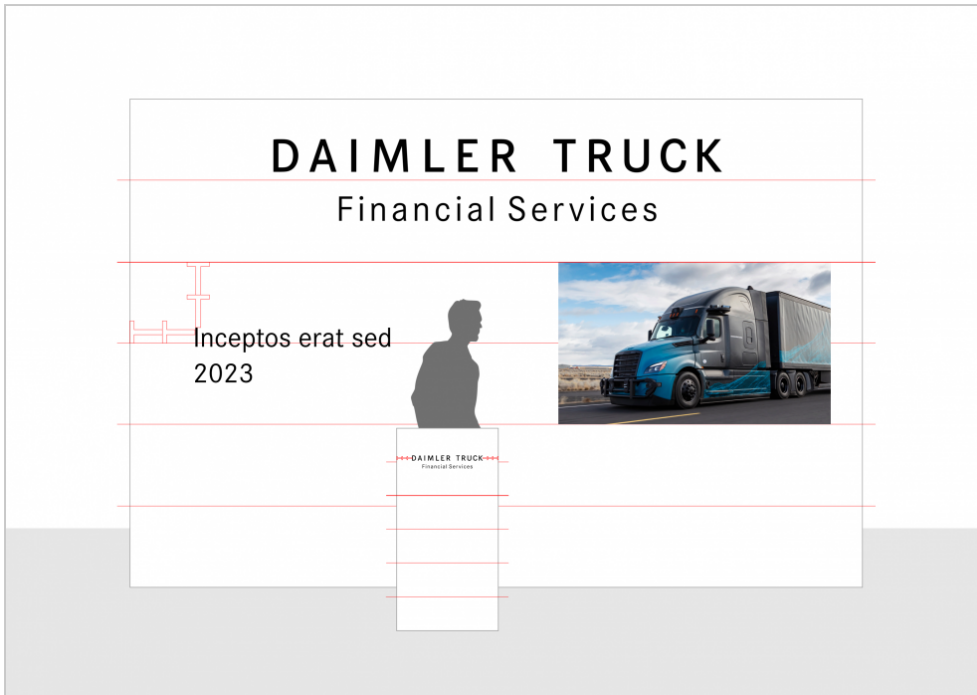 DAIMLER TRUCK
Financial Services
Inceptos erat sed
2023
DAIMLER TRUCK
Financial Services